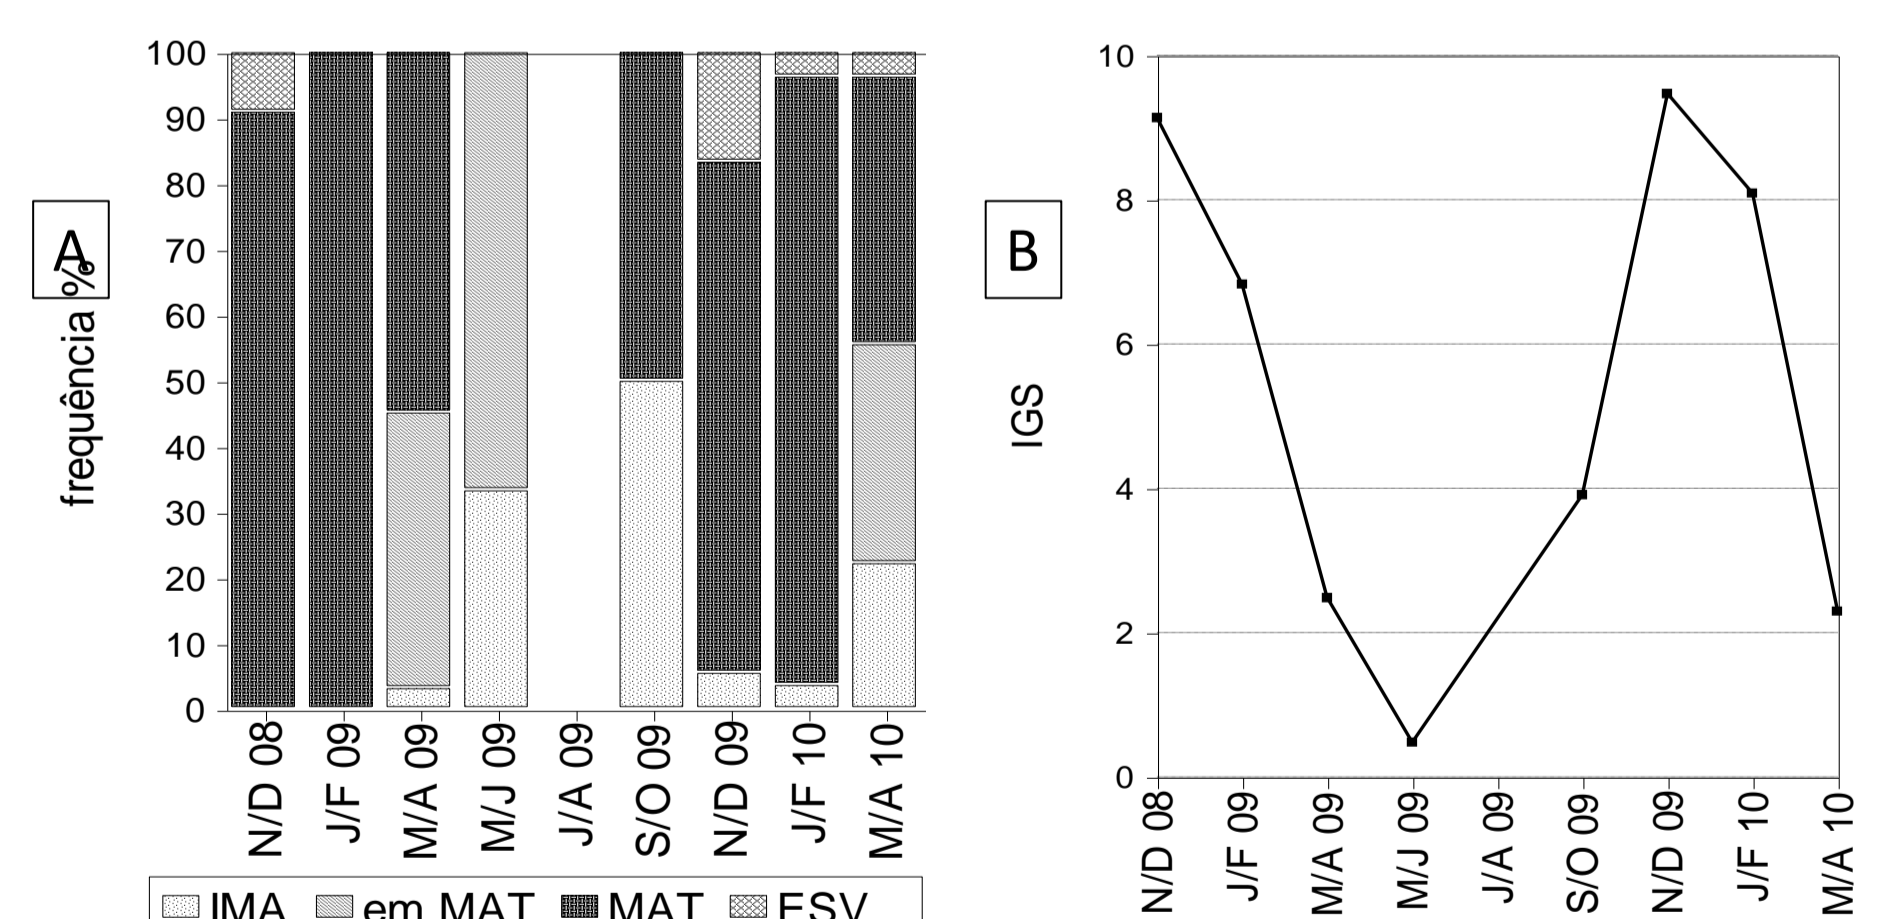 A
frequência %
100
90
80
70
60
50
40
30
20
10
0
N/D 08
J/F 09
M/A 09
M/J 09
J/A 09
S/O 09
N/D 09
J/F 10
M/A 10
IMA em MAT MAT ESV
B
IGS
10
8
6
4
2
0
N/D 08
J/F 09
M/A 09
M/J 09
J/A 09
S/O 09
N/D 09
J/F 10
M/A 10